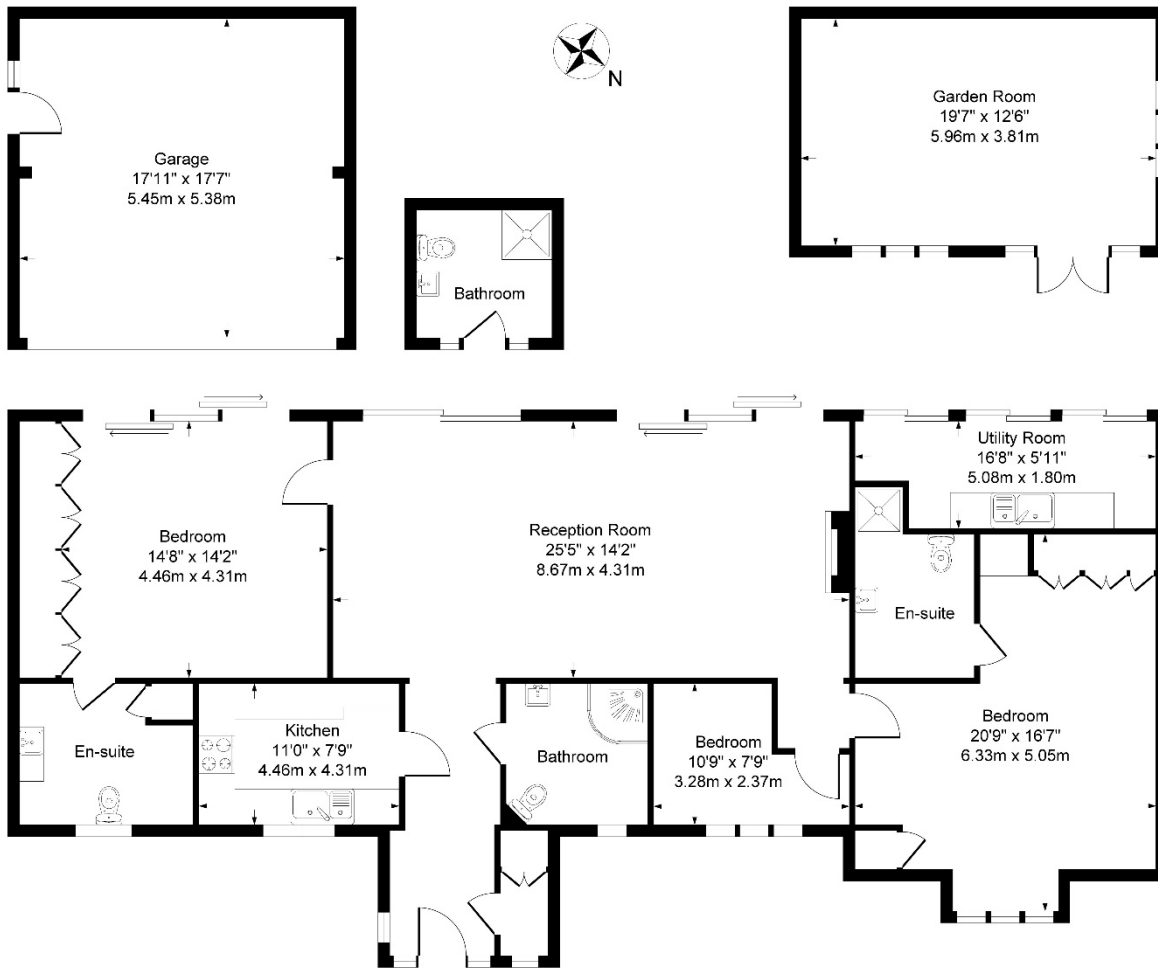 N
Garage
17'11" x 17'7"
5.45m x 5.38m
Garden Room
19'7" x 12'6"
5.96m x 3.81m
Bathroom
Utility Room
16'8" x 5'11"
5.08m x 1.80m
Bedroom
14'8" x 14'2"
4.46m x 4.31m
Reception Room
25'5" x 14'2"
8.67m x 4.31m
En-suite
En-suite
Kitchen
11'0" x 7'9"
4.46m x 4.31m
Bathroom
Bedroom
10'9" x 7'9"
3.28m x 2.37m
Bedroom
20'9" x 16'7"
6.33m x 5.05m